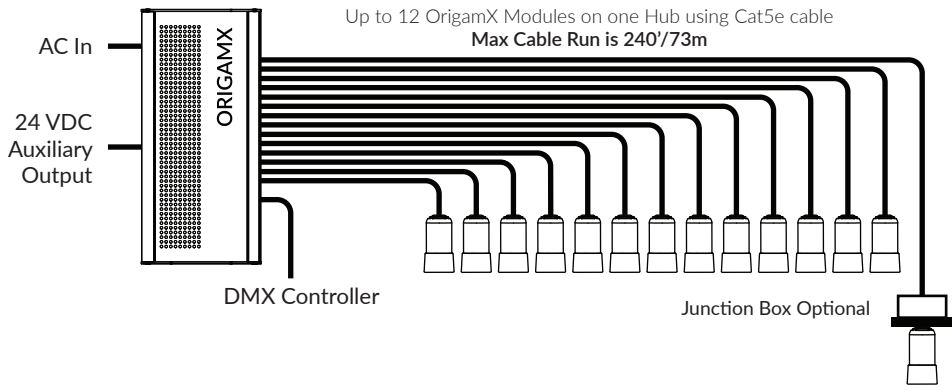 Up to 12 OrigamX Modules on one Hub using Cat5e cable
Max Cable Run is 240'/73m
AC In
24 VDC
Auxiliary
Output
ORIGAMX
DMX Controller
Junction Box Optional